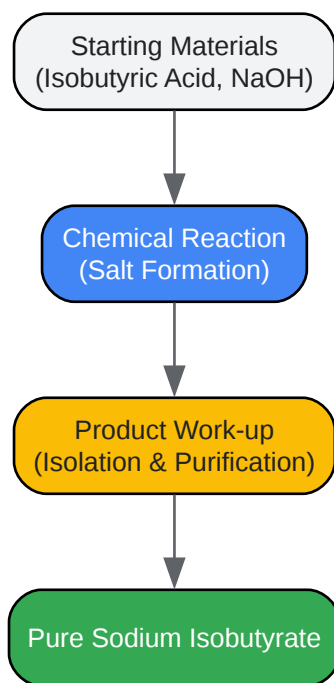 Starting Materials
(Isobutyric Acid, NaOH)
Chemical Reaction
(Salt Formation)
Product Work-up
(Isolation & Purification)
Pure Sodium Isobutyrate